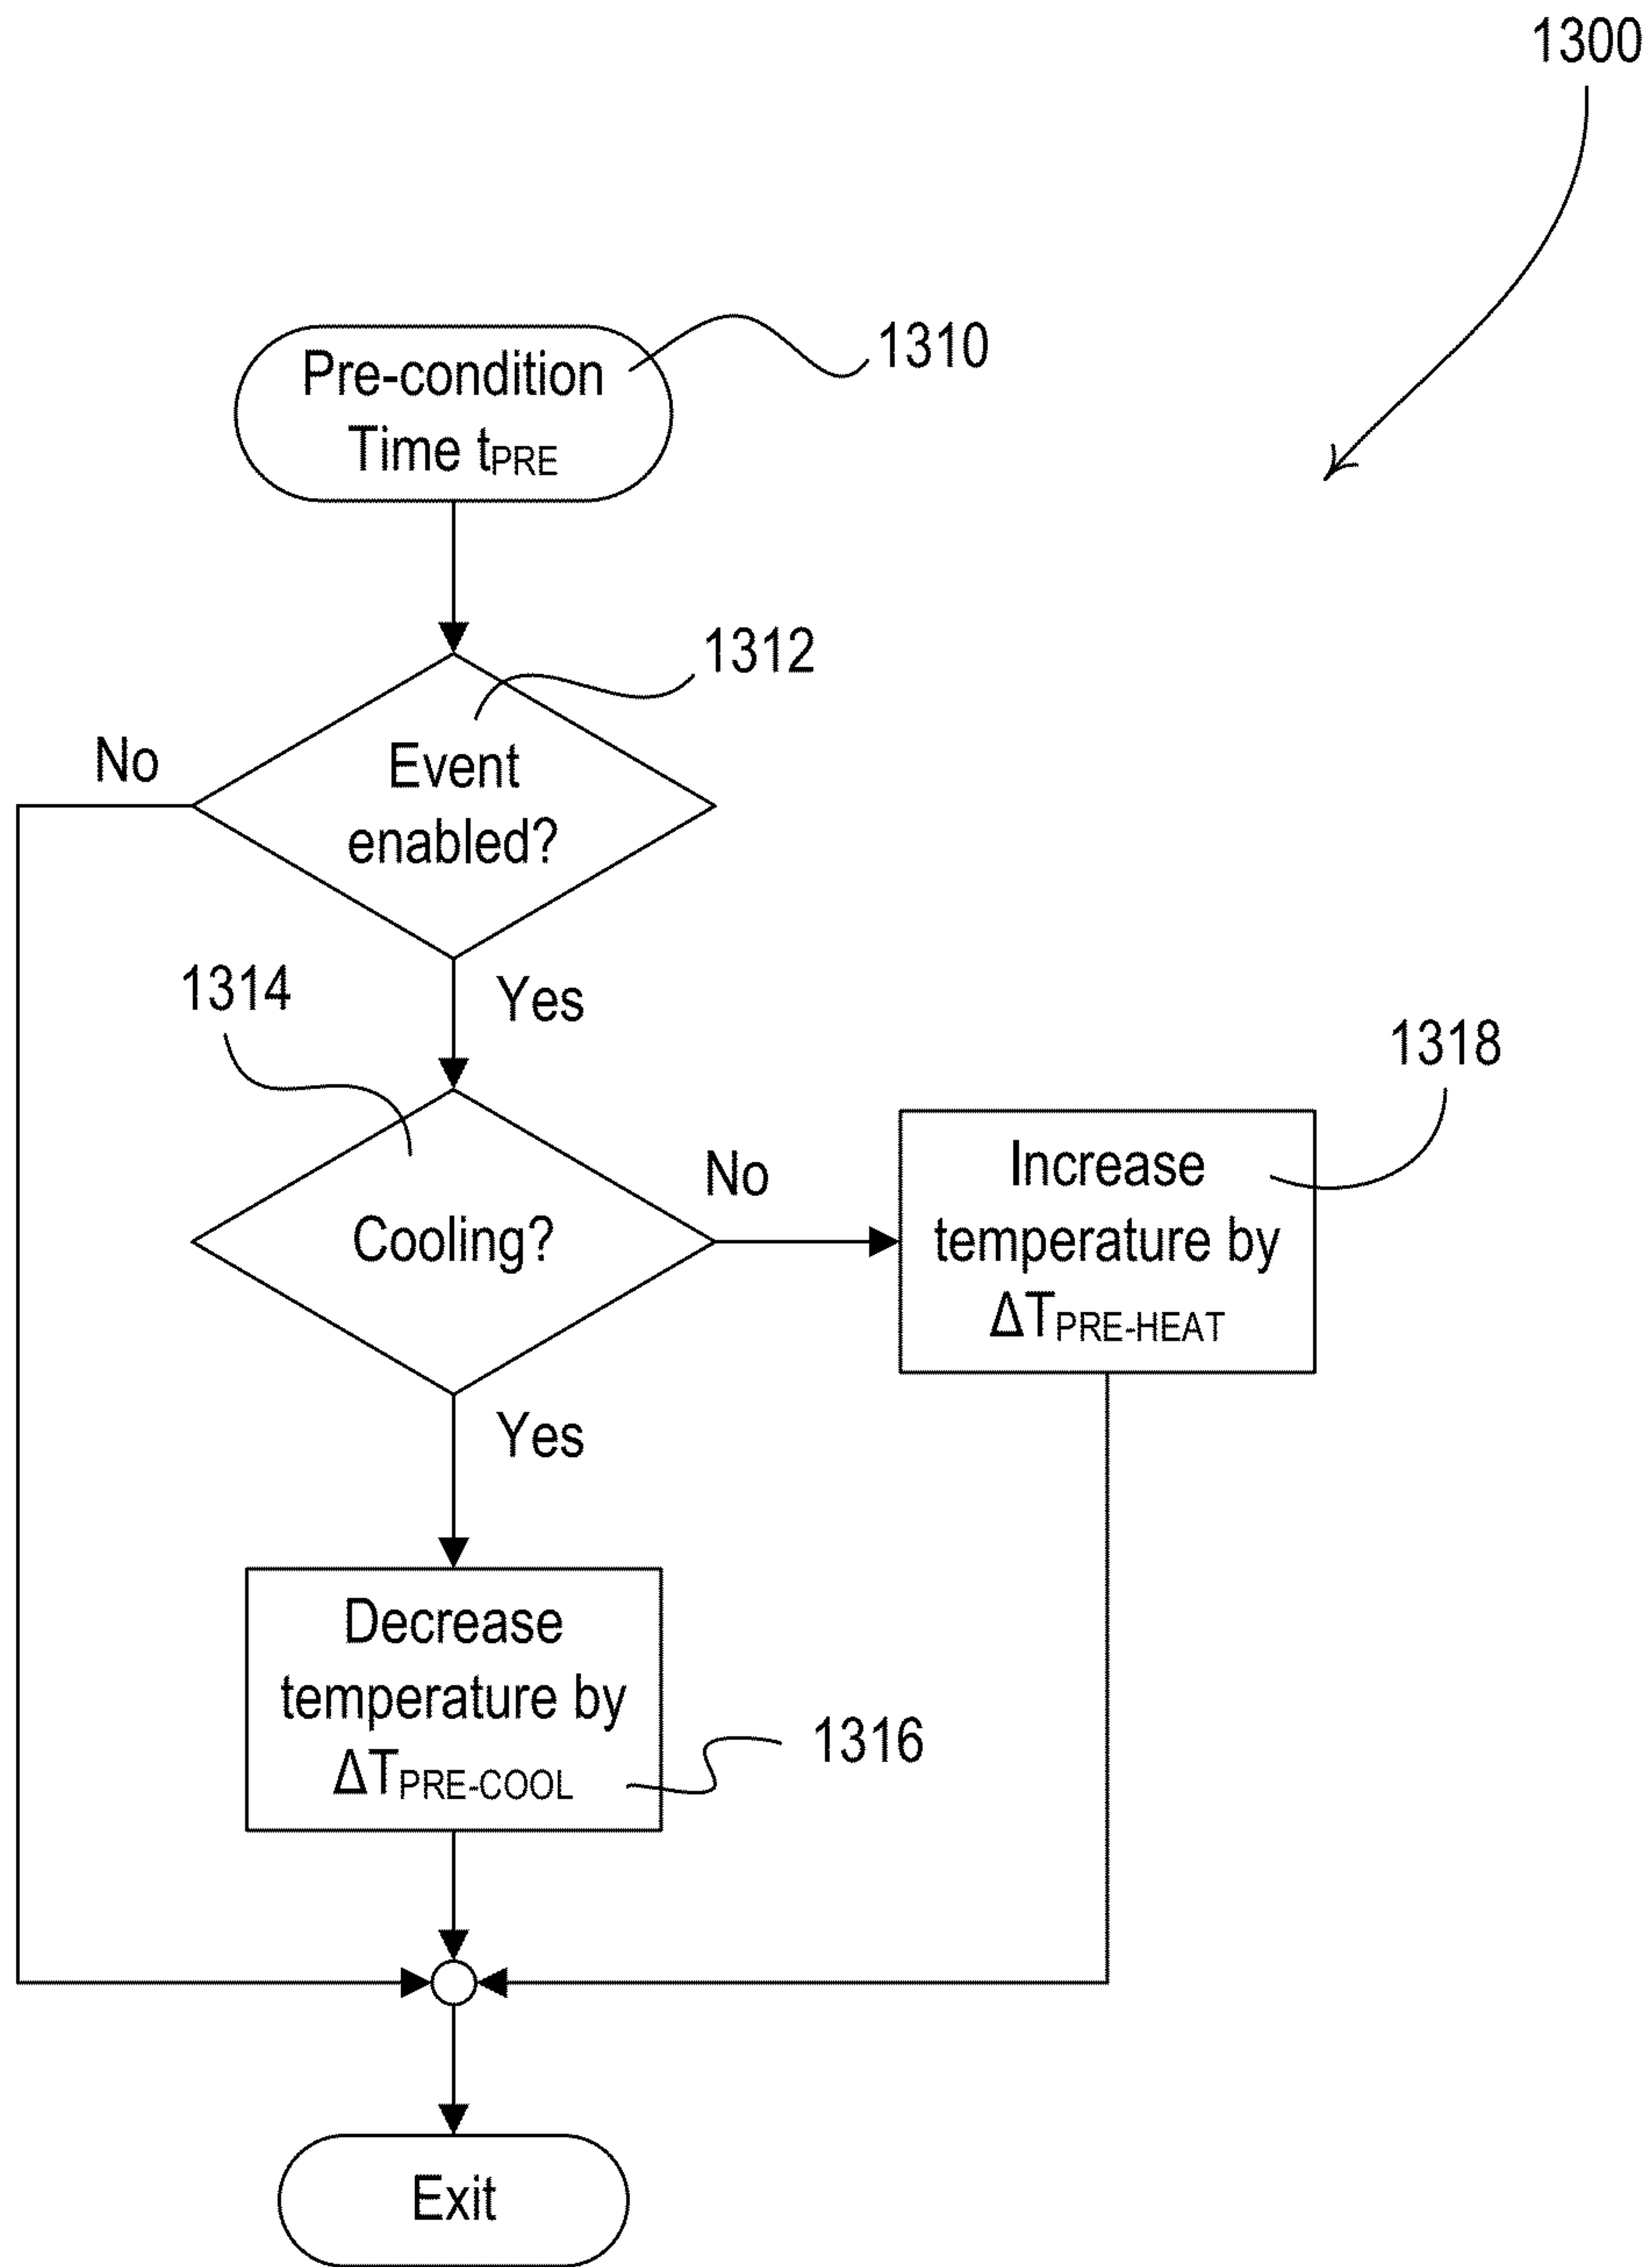 1300
Pre-condition
Time tPRE
1310
1312
No
Event
enabled?
1314
Yes
1318
No
Increase
temperature by
ΔTPRE-HEAT
Cooling?
Yes
Decrease
temperature by
ΔTPRE-COOL
1316
Exit